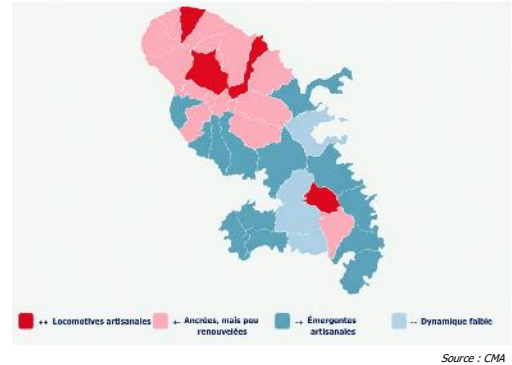 ++ Locomotives artisanales
+- Ancrées, mais peu
renouvelées
-+ Émergentes
artisanales
-- Dynamique faible
Source : CMA